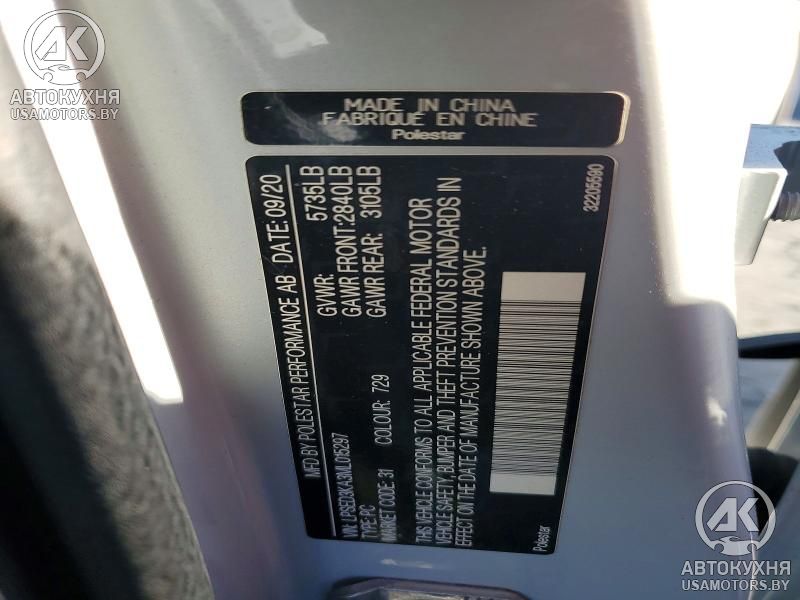 АВТОКУХНЯ
USAMOTORS.BY
MADE IN CHINA
FABRIQUÉ EN CHINE
Polestar
MFD BY POLESTAR PERFORMANCE AB DATE: 09/20
GVWR: 5735LB
GAWR FRONT: 2840LB
GAWR REAR: 3105LB
TYPE: PC
MARKET CODE: 31 COLOUR: 729
THIS VEHICLE CONFORMS TO ALL APPLICABLE FEDERAL MOTOR
VEHICLE SAFETY, BUMPER AND THEFT PREVENTION STANDARDS IN
EFFECT ON THE DATE OF MANUFACTURE SHOWN ABOVE.
Polestar
32205590
АВТОКУХНЯ
USAMOTORS.BY